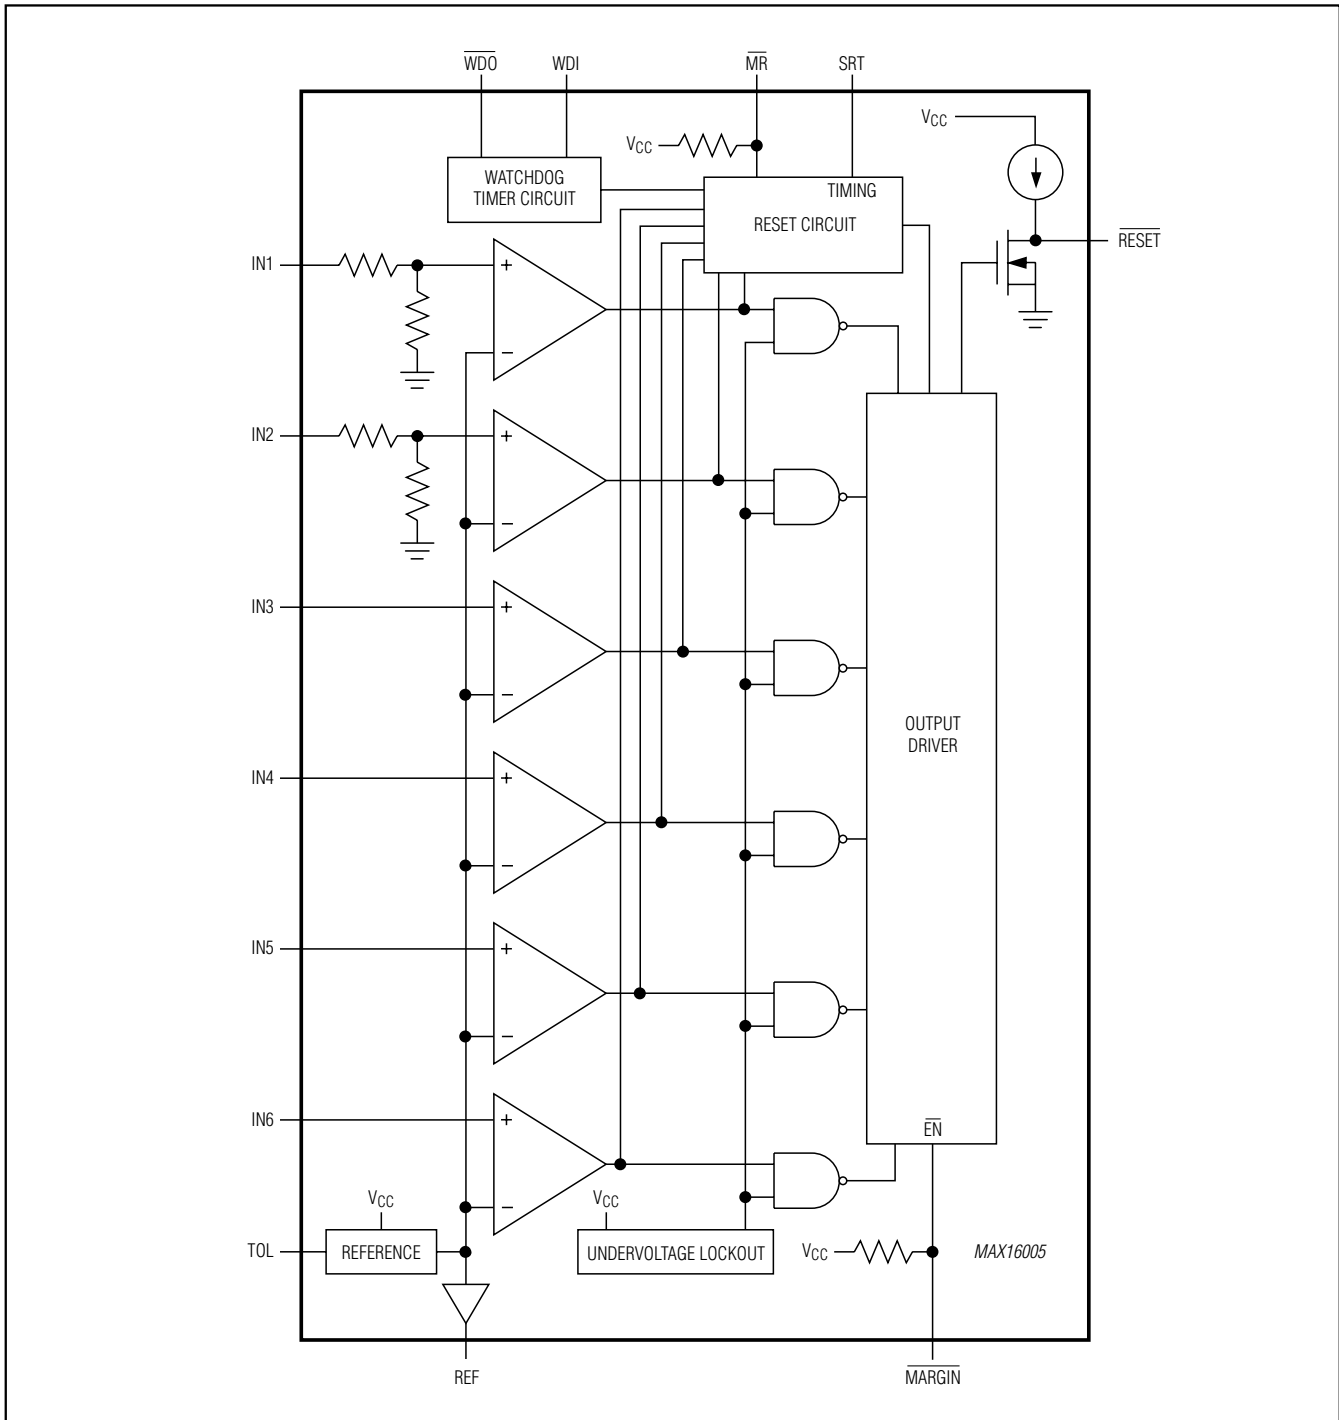 WDO WDI MR SRT
VCC
VCC
WATCHDOG
TIMER CIRCUIT
TIMING
RESET CIRCUIT
RESET
IN1
+
−
IN2
+
−
IN3
+
−
IN4
+
−
OUTPUT
DRIVER
IN5
+
−
IN6
+
−
EN
VCC
VCC
TOL
REFERENCE
UNDERVOLTAGE LOCKOUT
VCC
MAX16005
REF
MARGIN